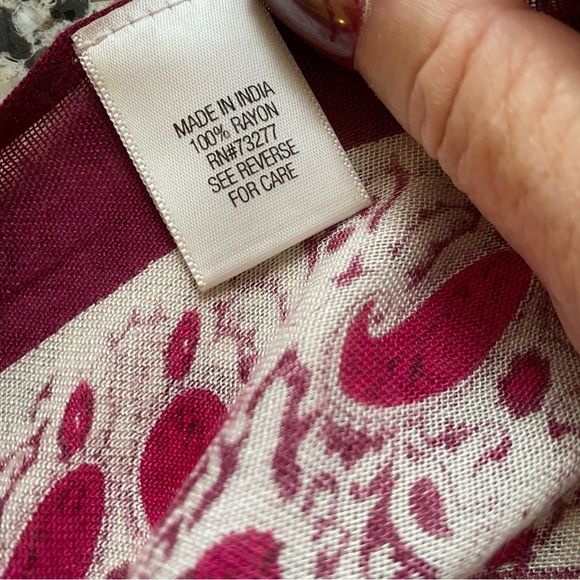 MADE IN INDIA
100% RAYON
RN#73277
SEE REVERSE
FOR CARE